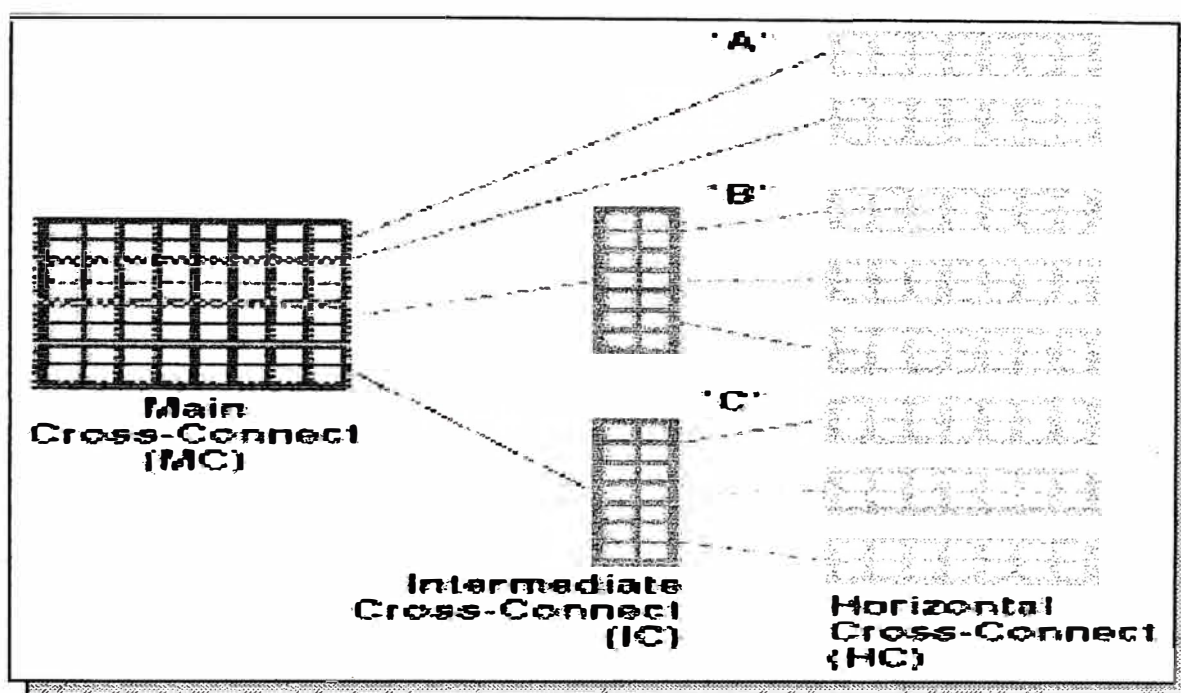 "A"
"B"
Main
Cross-Connect
(MC)
"C"
Intermediate
Cross-Connect
(IC)
Horizontal
Cross-Connect
(HC)